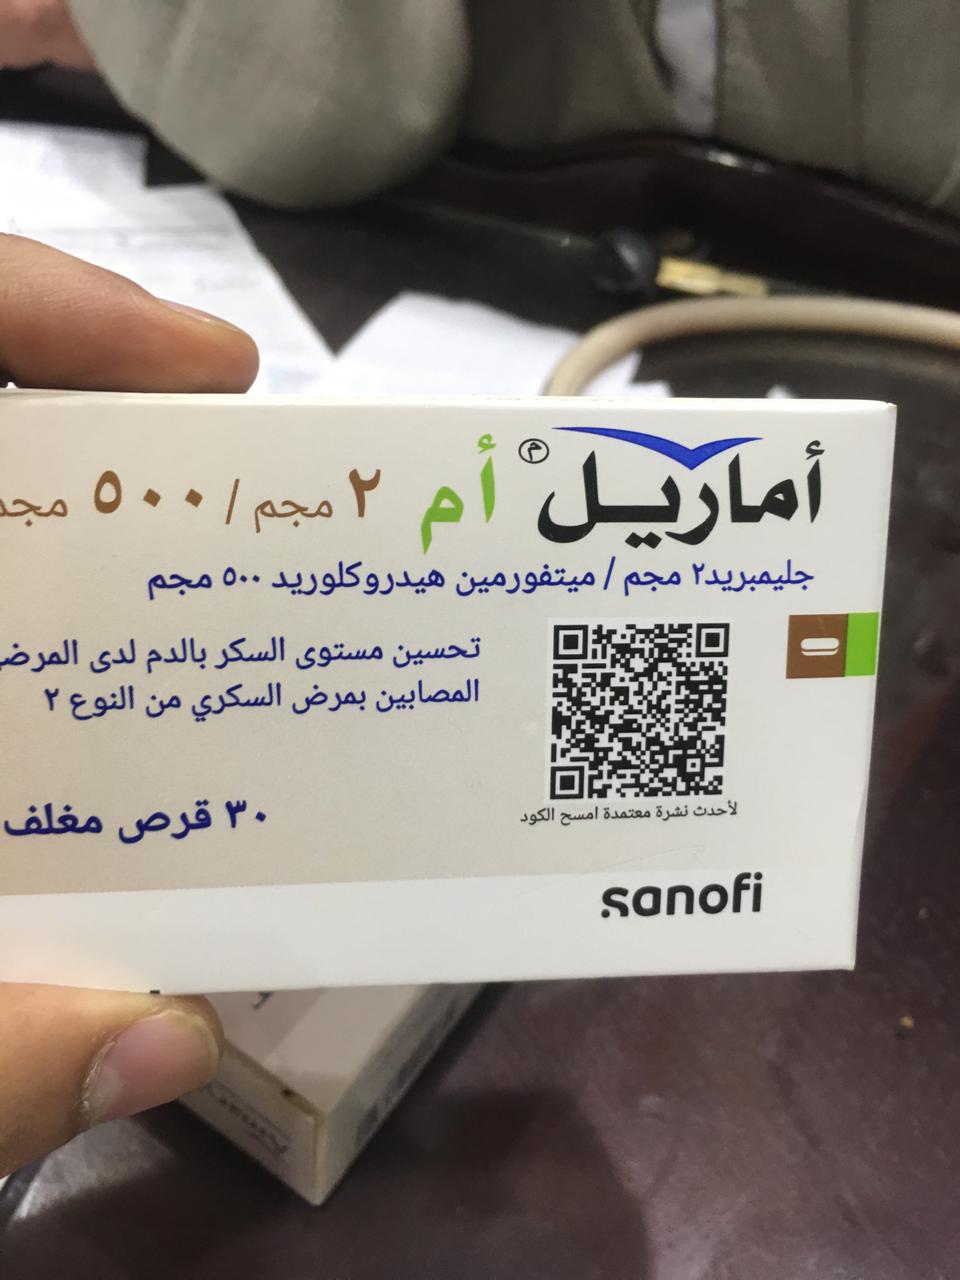 أماريل م أم ٢ مجم / ٥٠٠ مجم
جليمبريد٢ مجم / ميتفورمين هيدروكلوريد ٥٠٠ مجم
تحسين مستوى السكر بالدم لدى المرضى
المصابين بمرض السكري من النوع ٢
لأحدث نشرة معتمدة امسح الكود
٣٠ قرص مغلف
sanofi